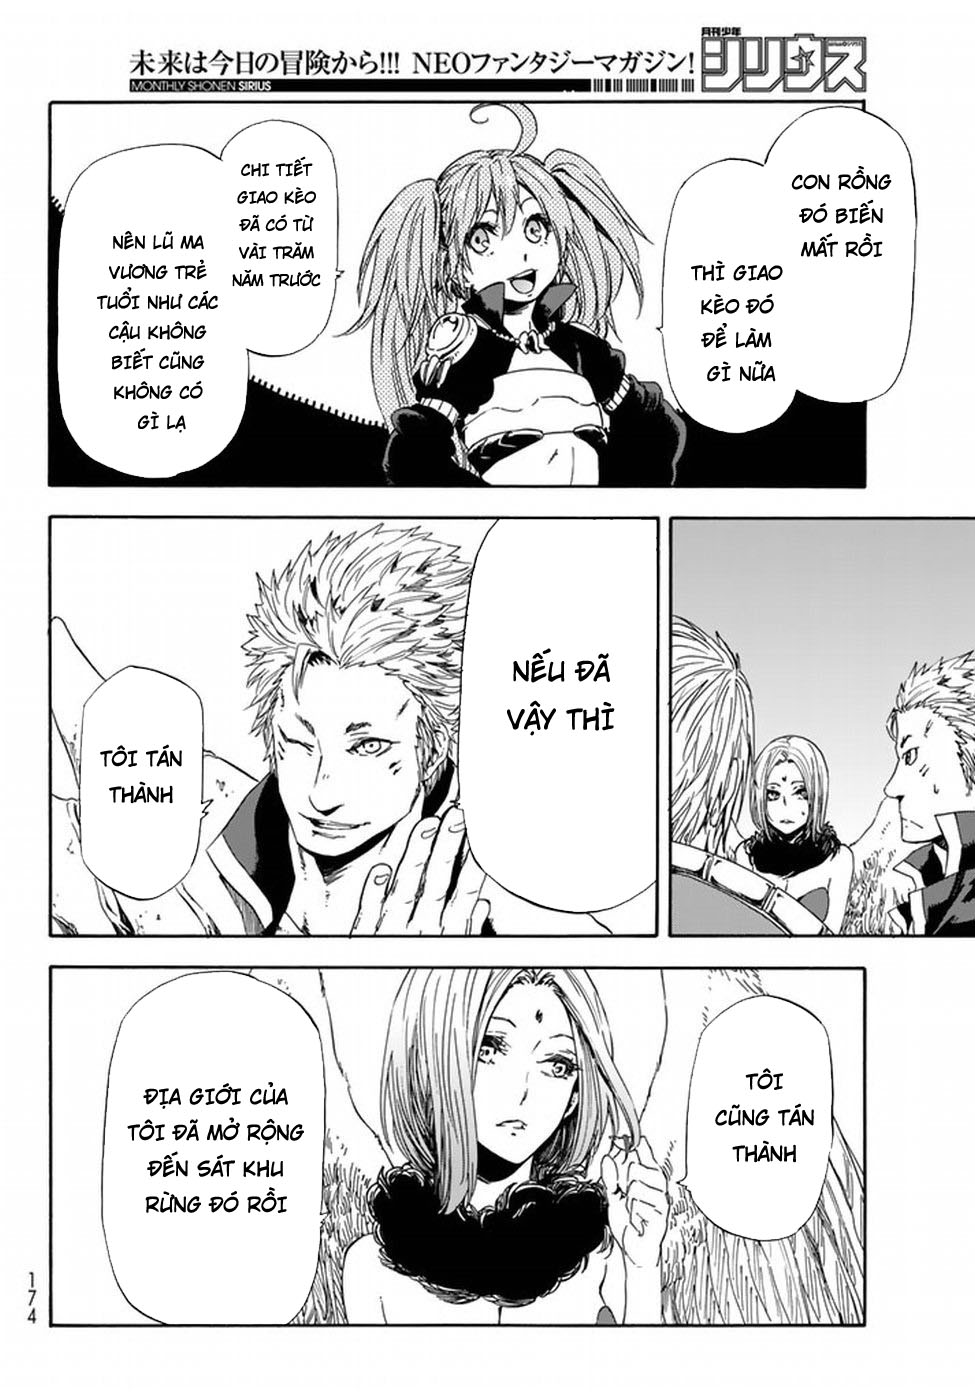 未来は今日の冒険から!!! NEOファンタジーマガジン!
月刊少年
シリウス
MONTHLY SHONEN SIRIUS
CON RỒNG
ĐÓ BIẾN
MẤT RỒI
THÌ GIAO
KÈO ĐÓ
ĐỂ LÀM
GÌ NỮA
CHI TIẾT
GIAO KÈO
ĐÃ CÓ TỪ
VÀI TRĂM
NĂM TRƯỚC
NÊN LŨ MA
VƯƠNG TRẺ
TUỔI NHƯ CÁC
CẬU KHÔNG
BIẾT CŨNG
KHÔNG CÓ
GÌ LẠ
NẾU ĐÃ
VẬY THÌ
TÔI TÁN
THÀNH
TÔI
CŨNG TÁN
THÀNH
ĐỊA GIỚI CỦA
TÔI ĐÃ MỞ RỘNG
ĐẾN SÁT KHU
RỪNG ĐÓ RỒI
174